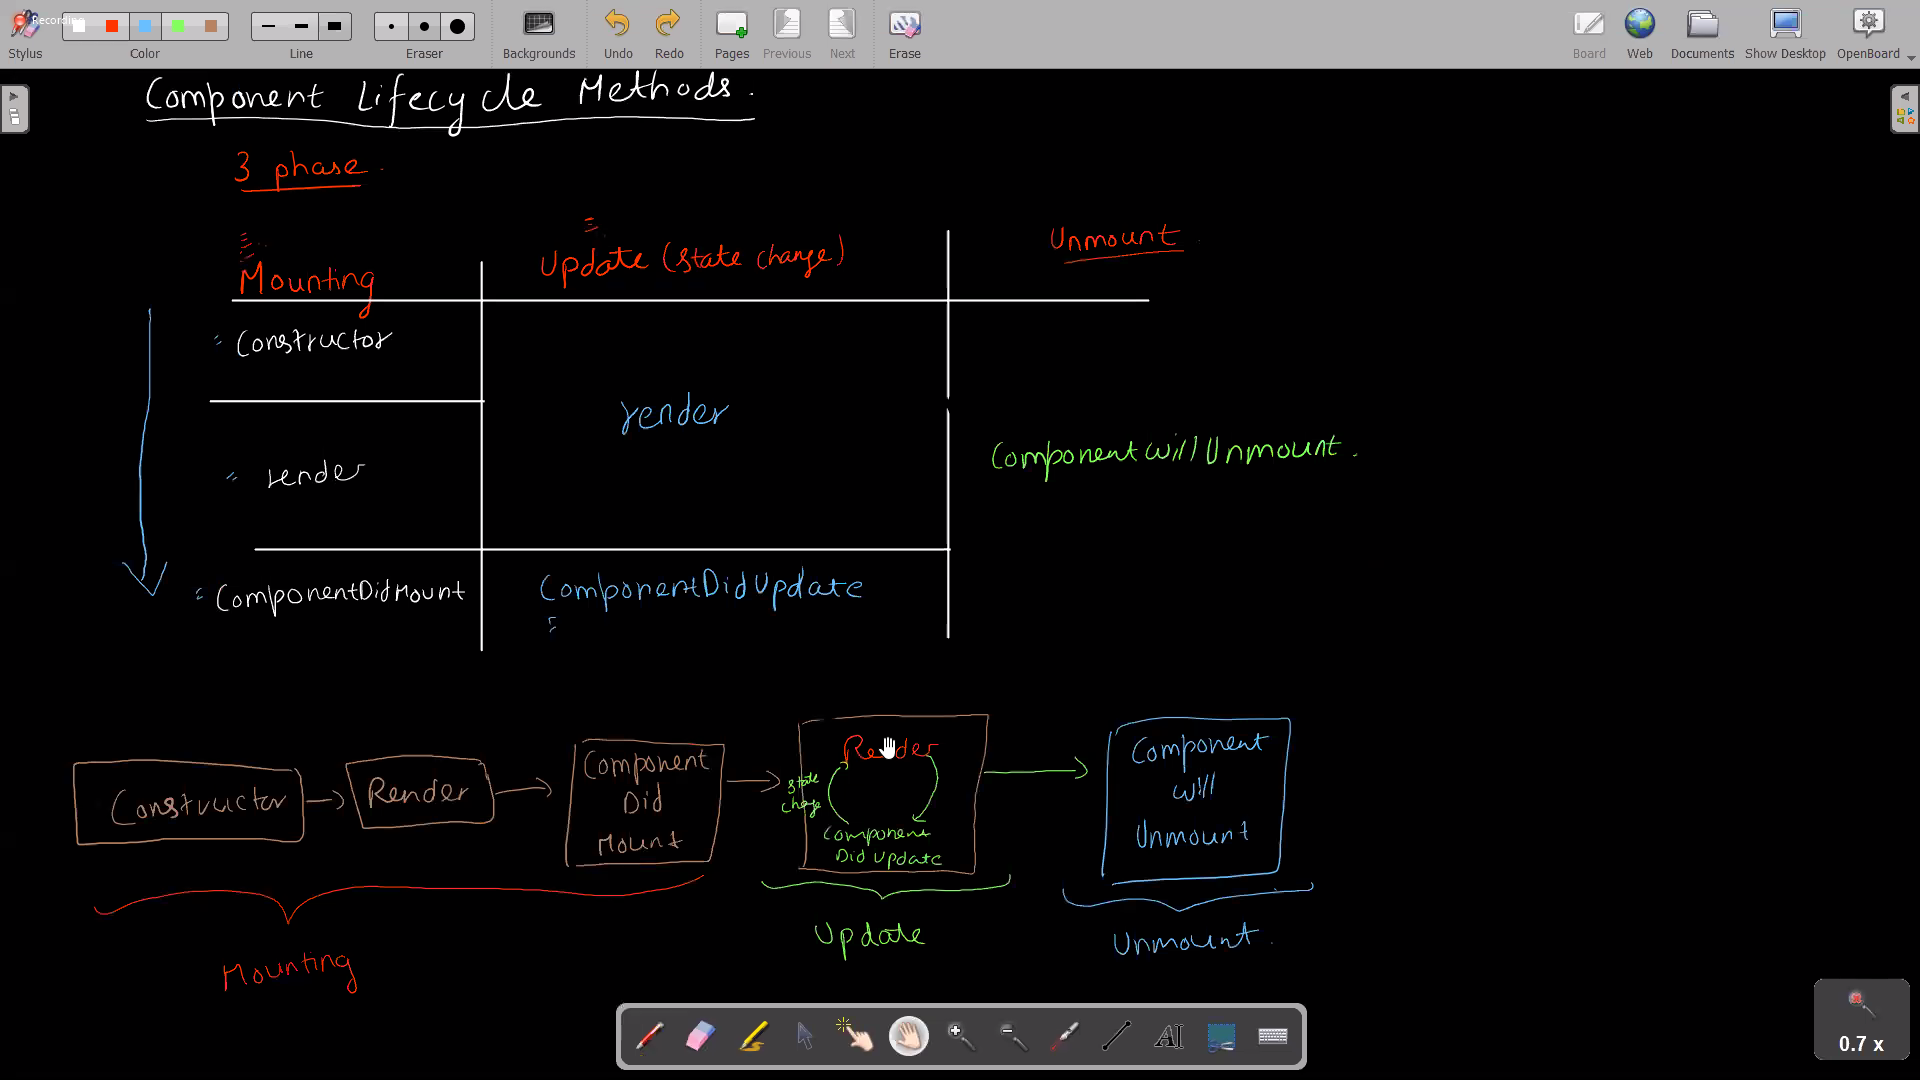 Recording
Stylus
Color
Line
Eraser
Backgrounds
Undo
Redo
Pages
Previous
Next
Erase
Board
Web
Documents
Show Desktop
OpenBoard
Component Lifecycle Methods.
3 phase.
Mounting
Update (State change)
Unmount
Constructor
render
render
ComponentWillUnmount.
ComponentDidMount
ComponentDidUpdate
Constructor
Render
Component
Did
Mount
Render
State
change
Component
Did Update
Component
Will
Unmount
Mounting
Update
Unmount.
0.7 x